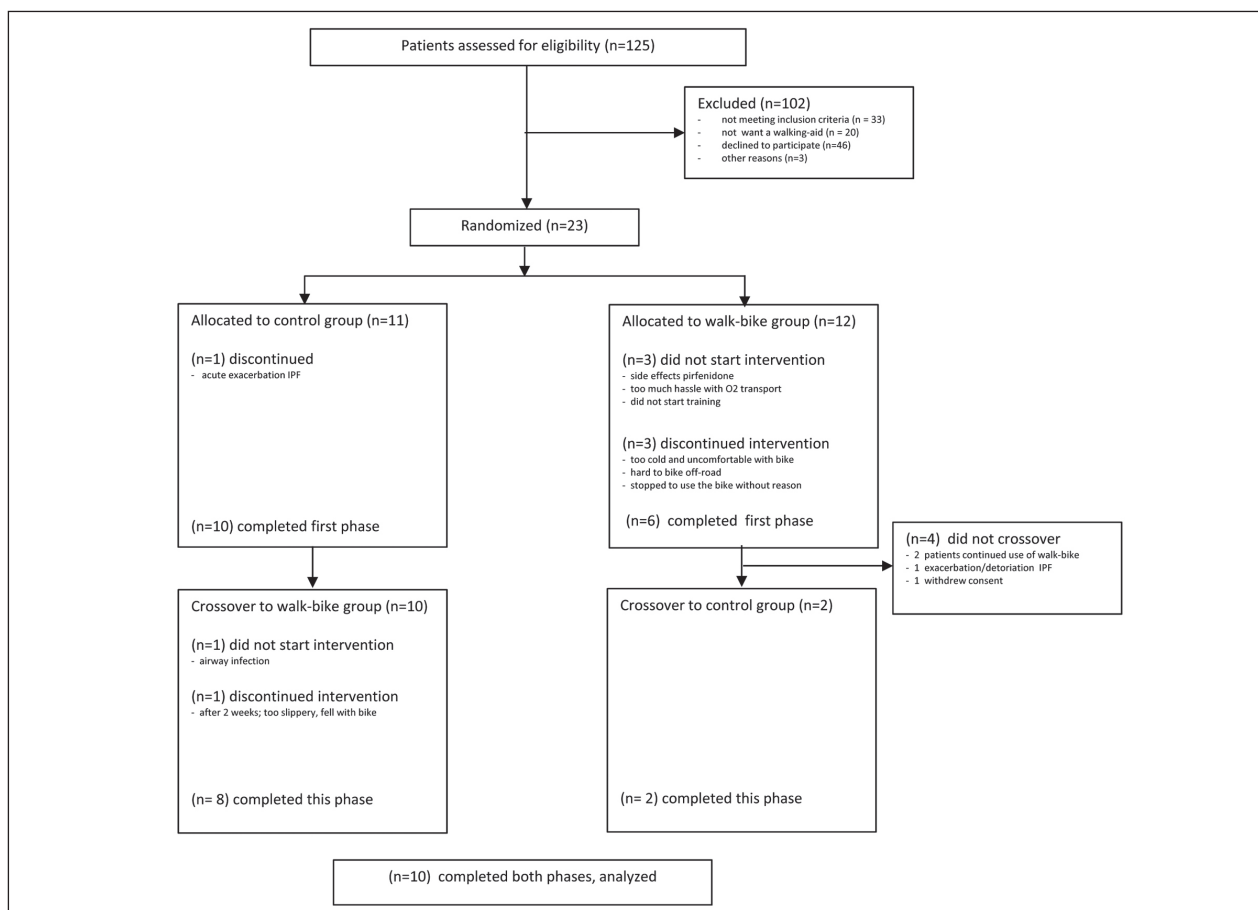 Patients assessed for eligibility (n=125)
Excluded (n=102)
- not meeting inclusion criteria (n = 33)
- not want a walking-aid (n = 20)
- declined to participate (n=46)
- other reasons (n=3)
Randomized (n=23)
Allocated to control group (n=11)
(n=1) discontinued
- acute exacerbation IPF
(n=10) completed first phase
Allocated to walk-bike group (n=12)
(n=3) did not start intervention
- side effects pirfenidone
- too much hassle with O2 transport
- did not start training
(n=3) discontinued intervention
- too cold and uncomfortable with bike
- hard to bike off-road
- stopped to use the bike without reason
(n=6) completed first phase
(n=4) did not crossover
- 2 patients continued use of walk-bike
- 1 exacerbation/detoriation IPF
- 1 withdrew consent
Crossover to walk-bike group (n=10)
(n=1) did not start intervention
- airway infection
(n=1) discontinued intervention
- after 2 weeks; too slippery, fell with bike
(n= 8) completed this phase
Crossover to control group (n=2)
(n= 2) completed this phase
(n=10) completed both phases, analyzed